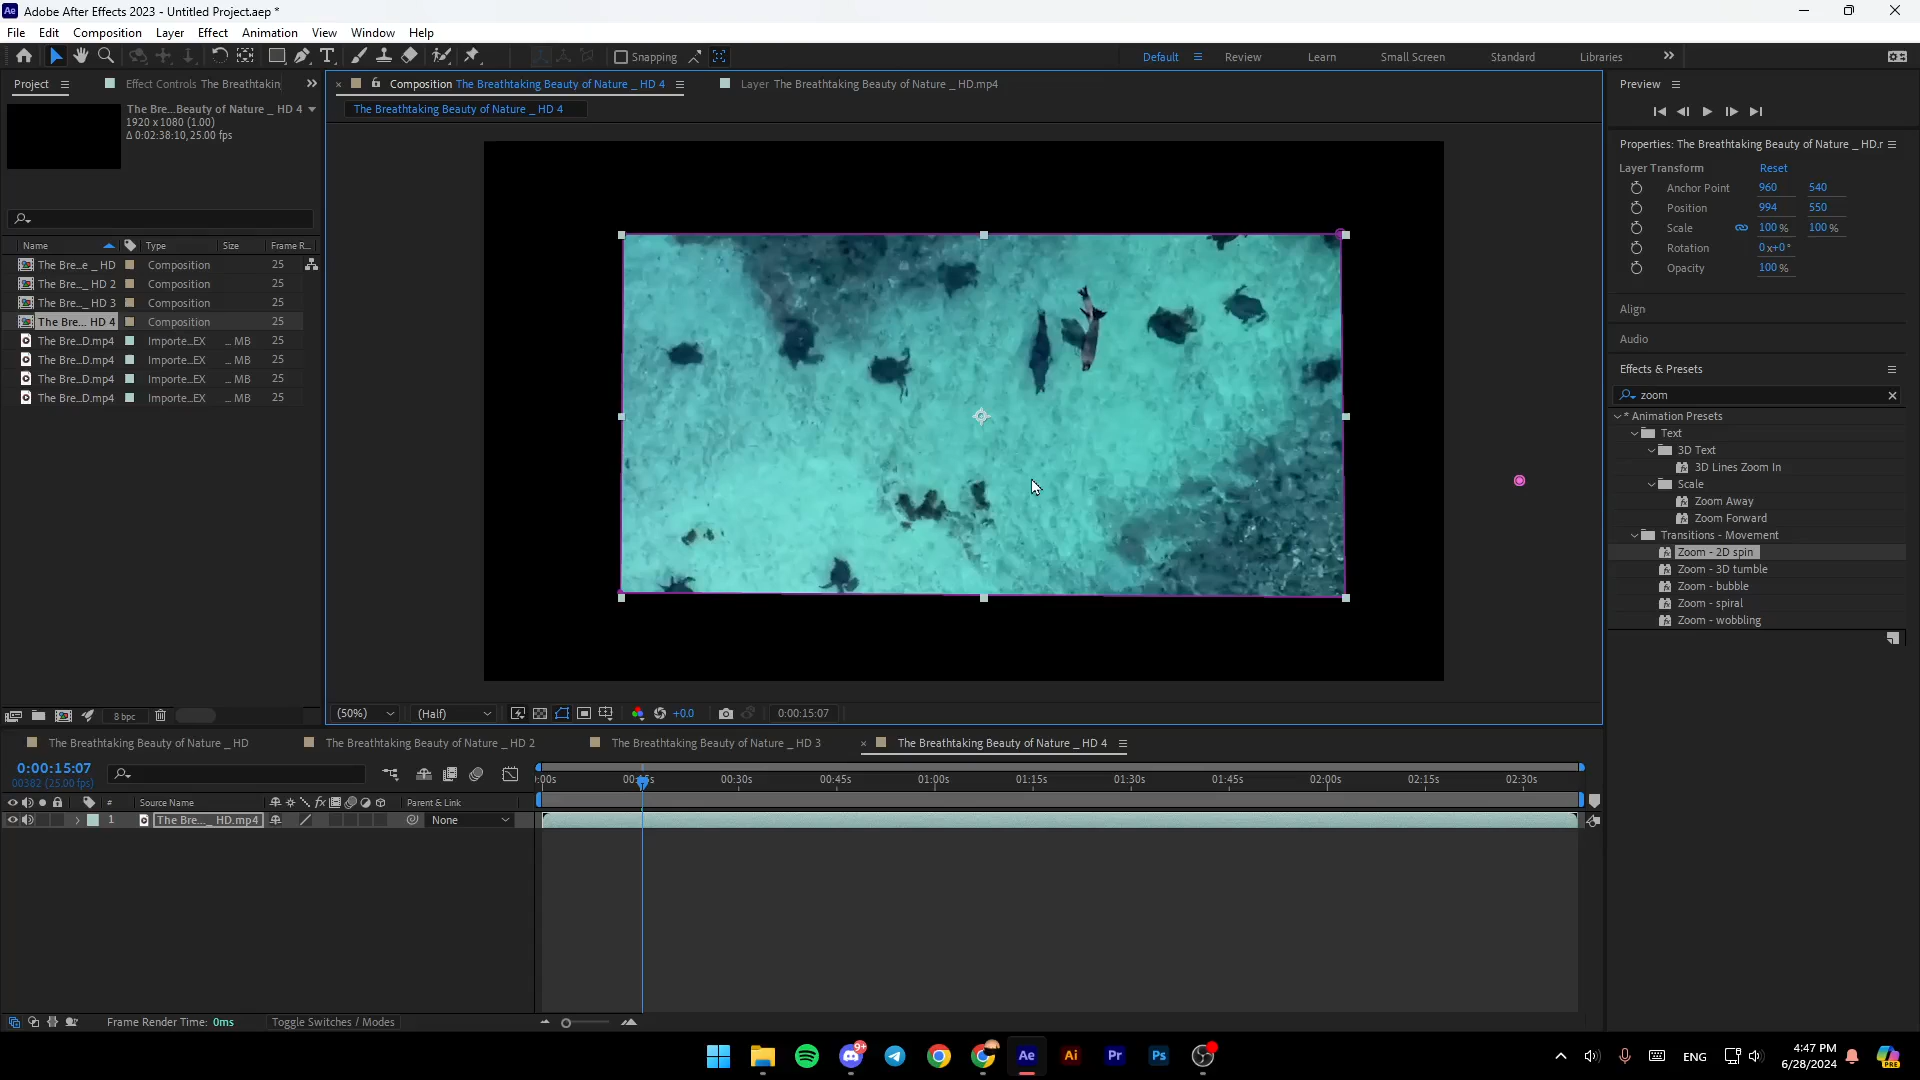 Adobe After Effects 2023 - Untitled Project.aep *
File Edit Composition Layer Effect Animation View Window Help
Snapping
Default Review Learn Small Screen Standard Libraries
Project
Effect Controls The Breathtakin
The Bre...Beauty of Nature _ HD 4
1920 x 1080 (1.00)
Δ 0:02:38:10, 25.00 fps
Name Type Size Frame R...
The Bre...e _ HD Composition 25
The Bre..._ HD 2 Composition 25
The Bre..._ HD 3 Composition 25
The Bre... HD 4 Composition 25
The Bre...D.mp4 Importe...EX ... MB 25
The Bre...D.mp4 Importe...EX ... MB 25
The Bre...D.mp4 Importe...EX ... MB 25
The Bre...D.mp4 Importe...EX ... MB 25
8 bpc
Composition The Breathtaking Beauty of Nature _ HD 4
Layer The Breathtaking Beauty of Nature _HD.mp4
The Breathtaking Beauty of Nature _ HD 4
(50%) (Half) +0.0 0:00:15:07
Preview
Properties: The Breathtaking Beauty of Nature _ HD.r
Layer Transform Reset
Anchor Point 960 540
Position 994 550
Scale 100 % 100 %
Rotation 0x+0°
Opacity 100 %
Align
Audio
Effects & Presets
zoom
* Animation Presets
Text
3D Text
3D Lines Zoom In
Scale
Zoom Away
Zoom Forward
Transitions - Movement
Zoom - 2D spin
Zoom - 3D tumble
Zoom - bubble
Zoom - spiral
Zoom - wobbling
The Breathtaking Beauty of Nature _ HD
The Breathtaking Beauty of Nature _ HD 2
The Breathtaking Beauty of Nature _ HD 3
The Breathtaking Beauty of Nature _ HD 4
0:00:15:07
00382 (25.00 fps)
:00s 00:15s 00:30s 00:45s 01:00s 01:15s 01:30s 01:45s 02:00s 02:15s 02:30s
# Source Name fx Parent & Link
1 The Bre..._ HD.mp4 None
Frame Render Time: 0ms
Toggle Switches / Modes
9+
Ae Ai Pr Ps
ENG
4:47 PM
6/28/2024
PRE